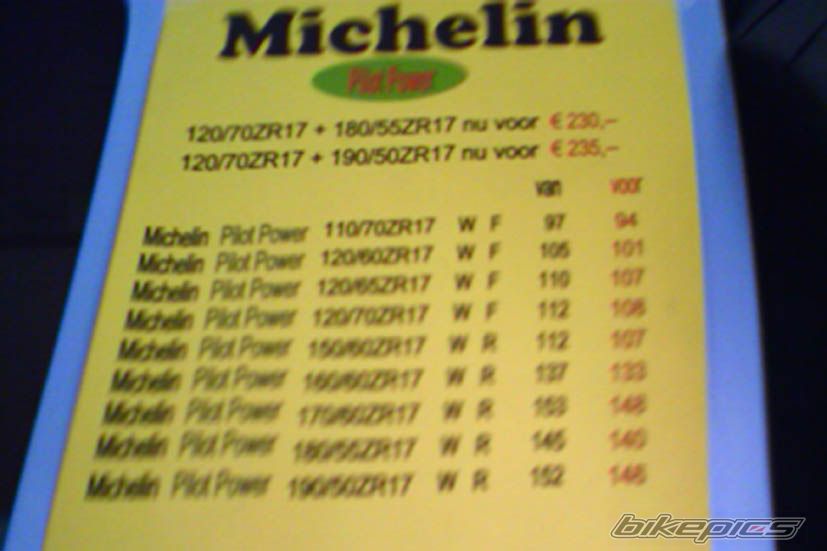 Michelin
Pilot Power
120/70ZR17 + 180/55ZR17 nu voor € 230,–
120/70ZR17 + 190/50ZR17 nu voor € 235,–
van voor
Michelin Pilot Power 110/70ZR17 W F 97 94
Michelin Pilot Power 120/60ZR17 W F 105 101
Michelin Pilot Power 120/65ZR17 W F 110 107
Michelin Pilot Power 120/70ZR17 W F 112 108
Michelin Pilot Power 150/60ZR17 W R 112 107
Michelin Pilot Power 160/60ZR17 W R 137 133
Michelin Pilot Power 170/60ZR17 W R 153 148
Michelin Pilot Power 180/55ZR17 W R 145 140
Michelin Pilot Power 190/50ZR17 W R 152 146
bikepics